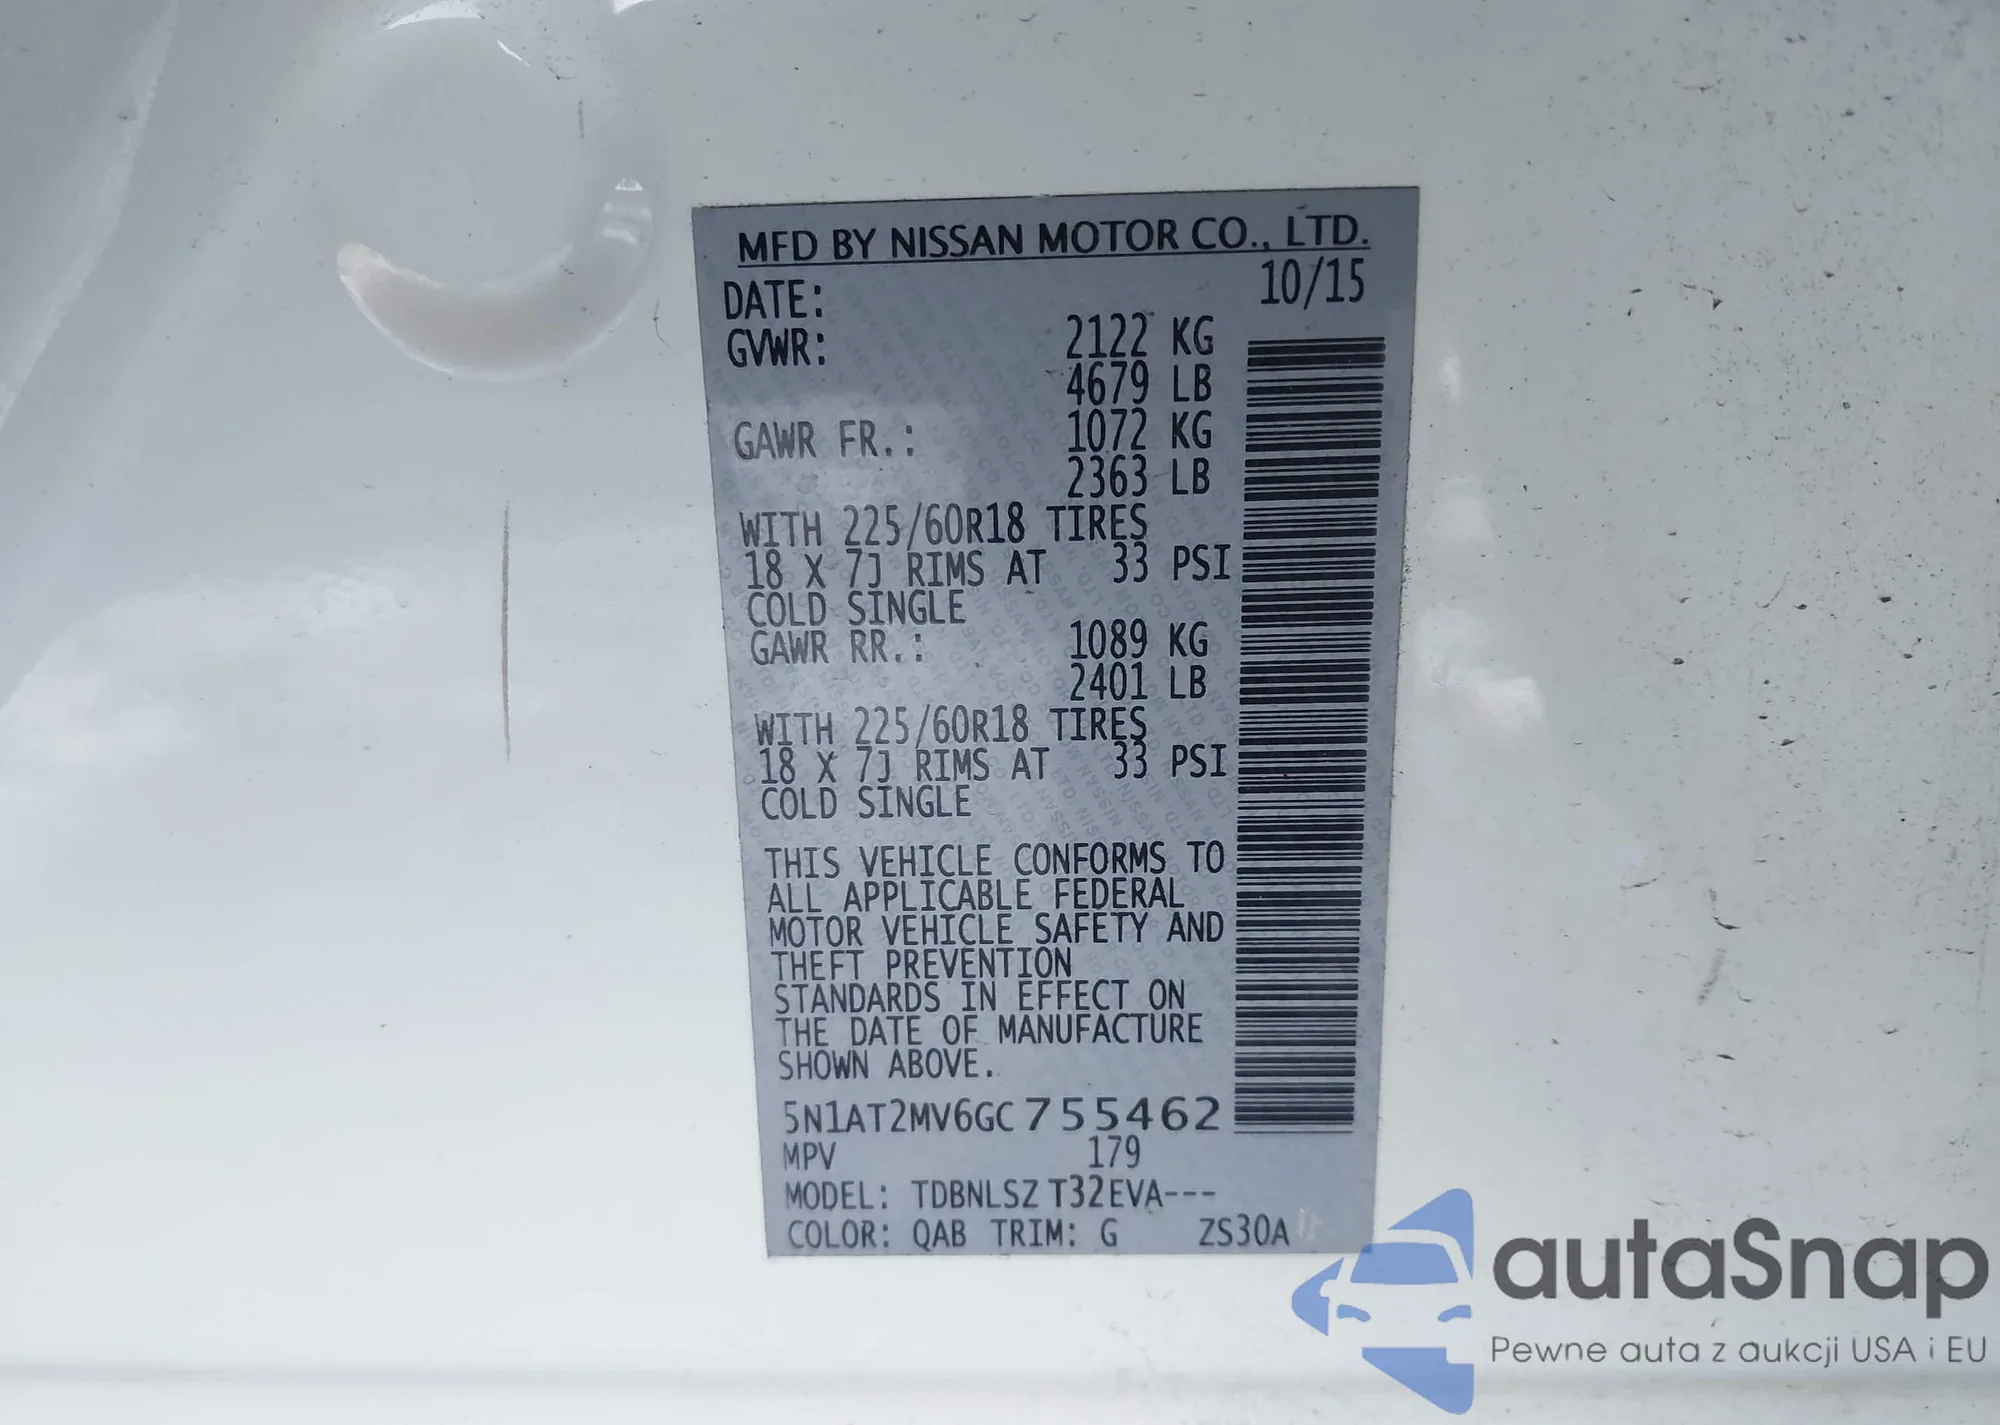 MFD BY NISSAN MOTOR CO., LTD.
DATE: 10/15
GVWR: 2122 KG
4679 LB
GAWR FR.: 1072 KG
2363 LB
WITH 225/60R18 TIRES
18 X 7J RIMS AT 33 PSI
COLD SINGLE
GAWR RR.: 1089 KG
2401 LB
WITH 225/60R18 TIRES
18 X 7J RIMS AT 33 PSI
COLD SINGLE
THIS VEHICLE CONFORMS TO
ALL APPLICABLE FEDERAL
MOTOR VEHICLE SAFETY AND
THEFT PREVENTION
STANDARDS IN EFFECT ON
THE DATE OF MANUFACTURE
SHOWN ABOVE.
5N1AT2MV6GC755462
MPV 179
MODEL: TDBNLSZ T32EVA---
COLOR: QAB TRIM: G ZS30A
autaSnap
Pewne auta z aukcji USA i EU